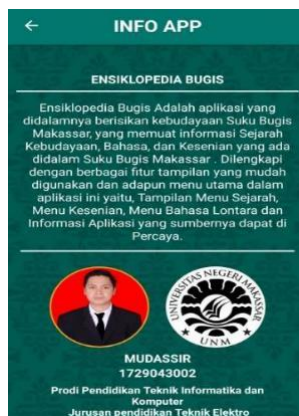 INFO APP
ENSIKLOPEDIA BUGIS
Ensiklopedia Bugis Adalah aplikasi yang
didalamnya berisikan kebudayaan Suku Bugis
Makassar, yang memuat informasi Sejarah
Kebudayaan, Bahasa, dan Kesenian yang ada
didalam Suku Bugis Makassar . Dilengkapi
dengan berbagai fitur tampilan yang mudah
digunakan dan adapun menu utama dalam
aplikasi ini yaitu, Tampilan Menu Sejarah,
Menu Kesenian, Menu Bahasa Lontara dan
Informasi Aplikasi yang sumbernya dapat di
Percaya.
UNIVERSITAS NEGERI MAKASSAR
UNM
MUDASSIR
1729043002
Prodi Pendidikan Teknik Informatika dan
Komputer
Jurusan pendidikan Teknik Elektro